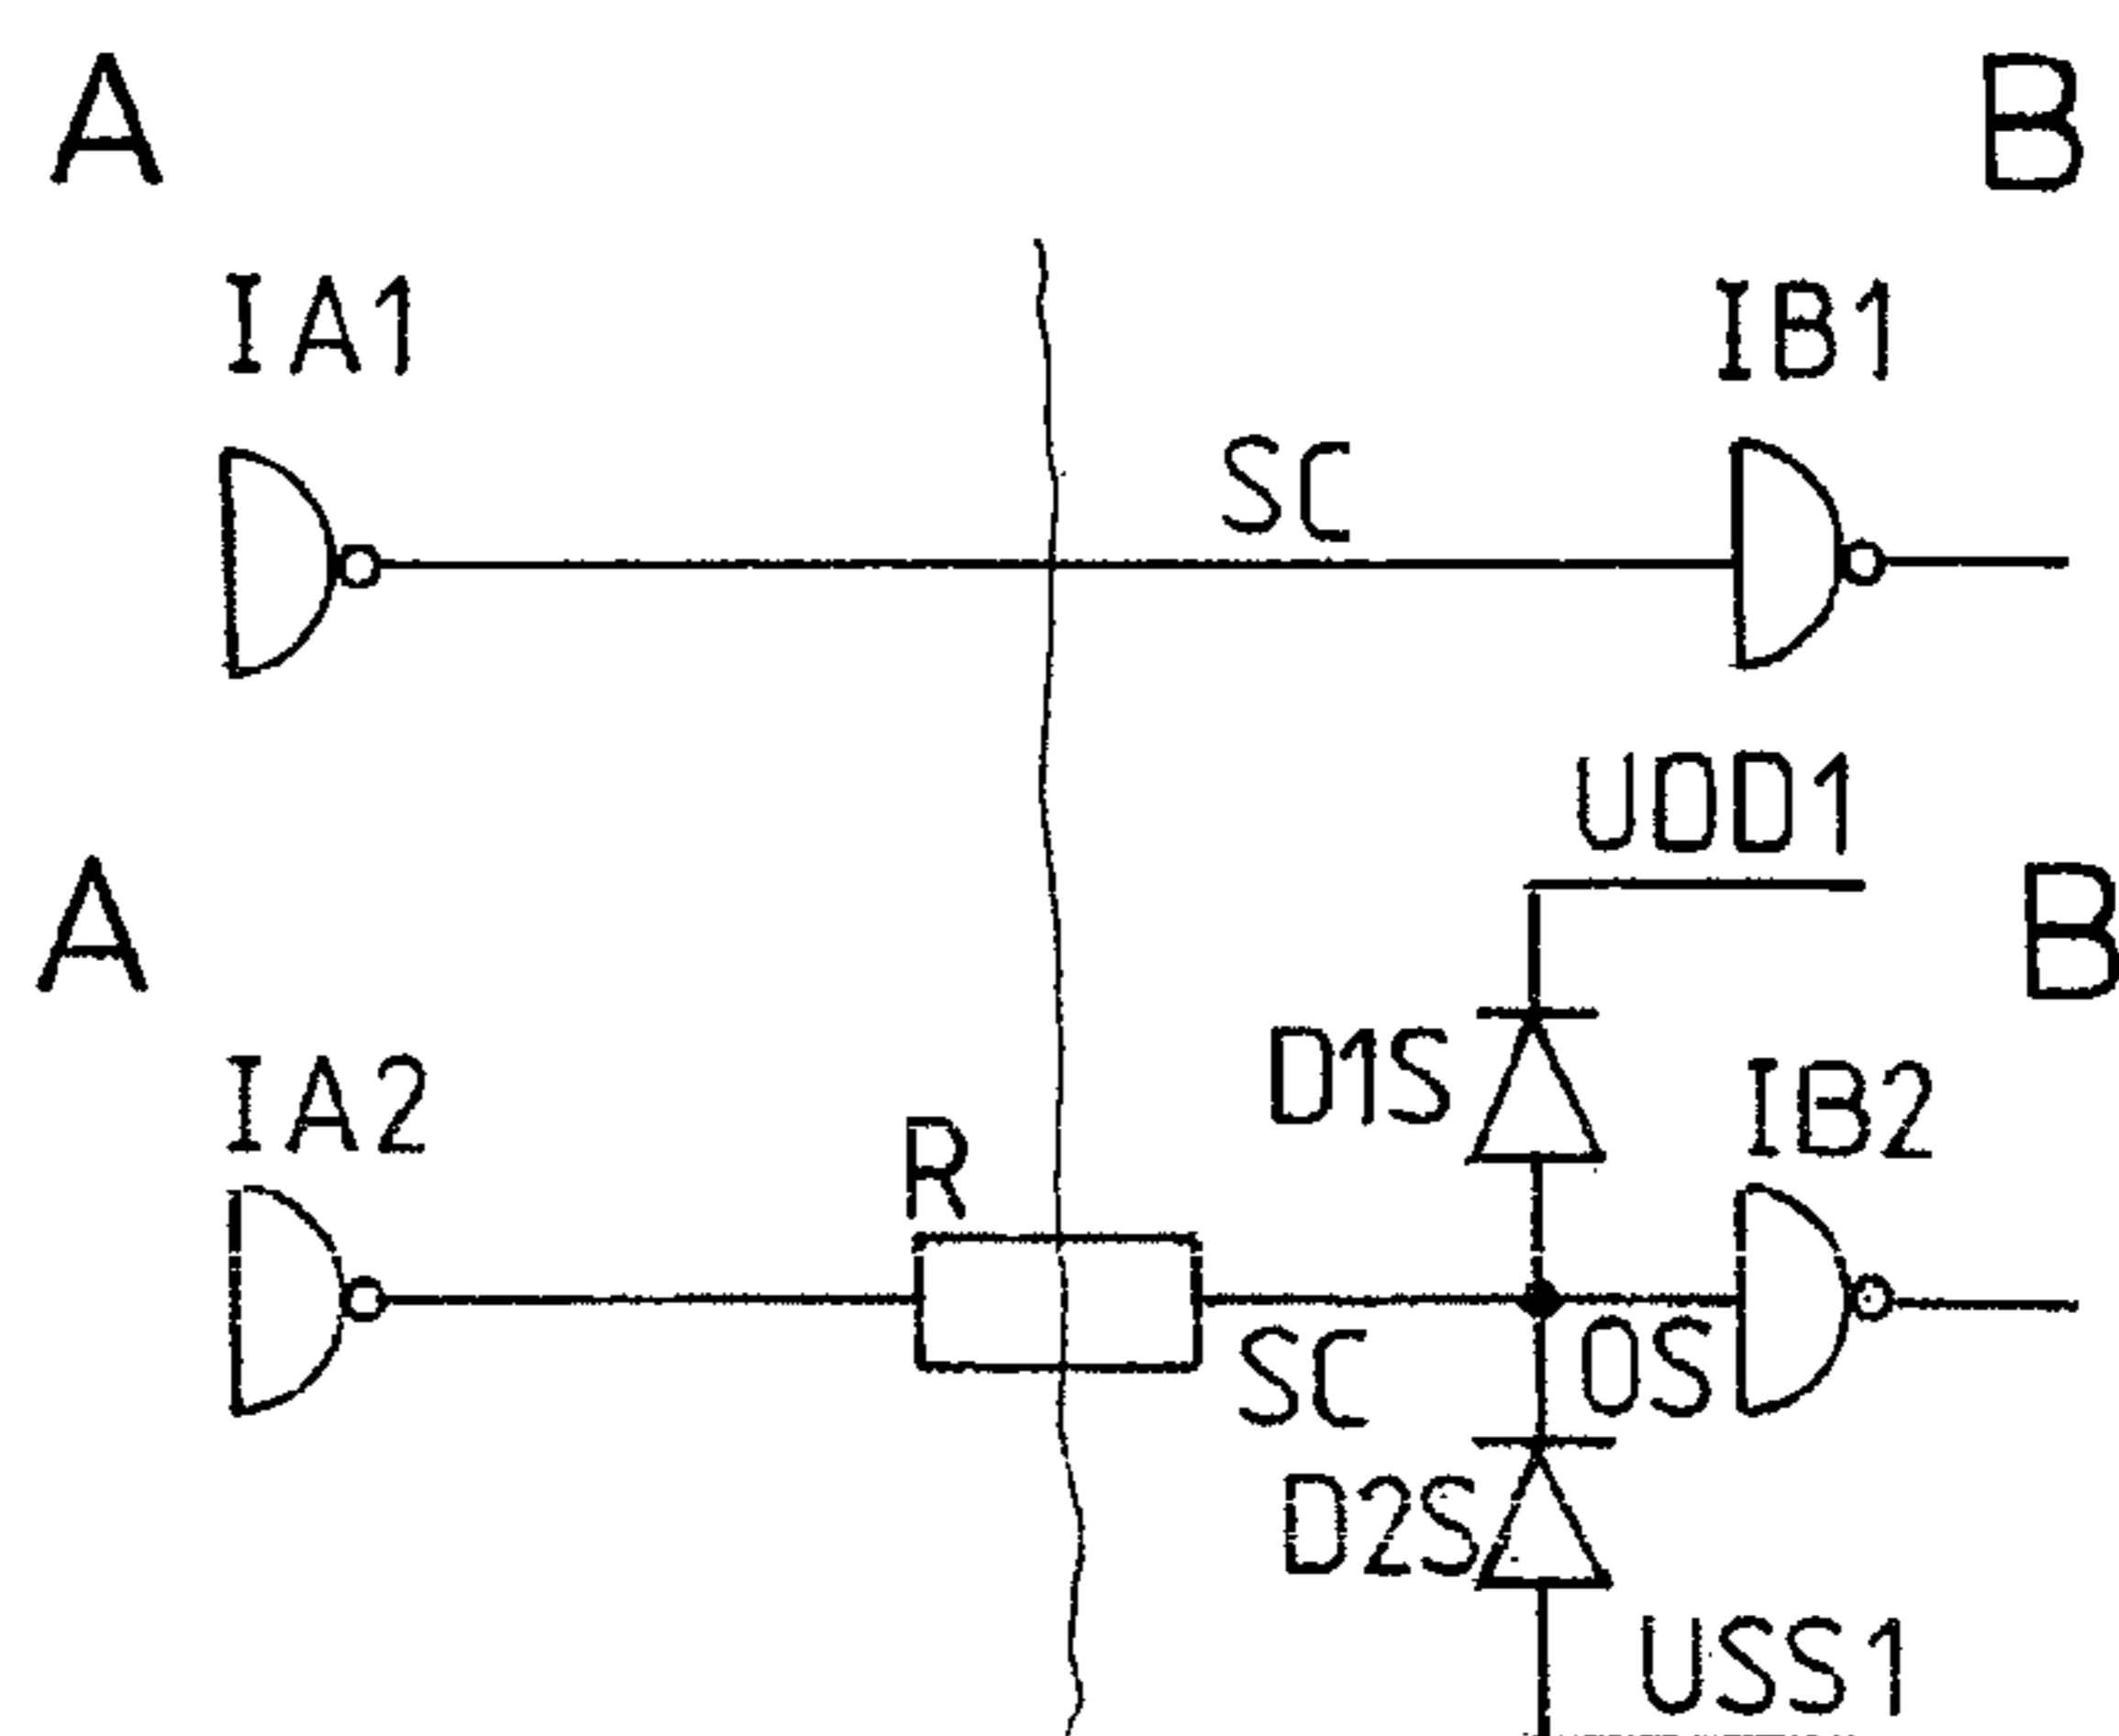 A B
IA1 IB1
SC
UDD1
A B
D1S
IA2 R IB2
SC OS
D2S
USS1